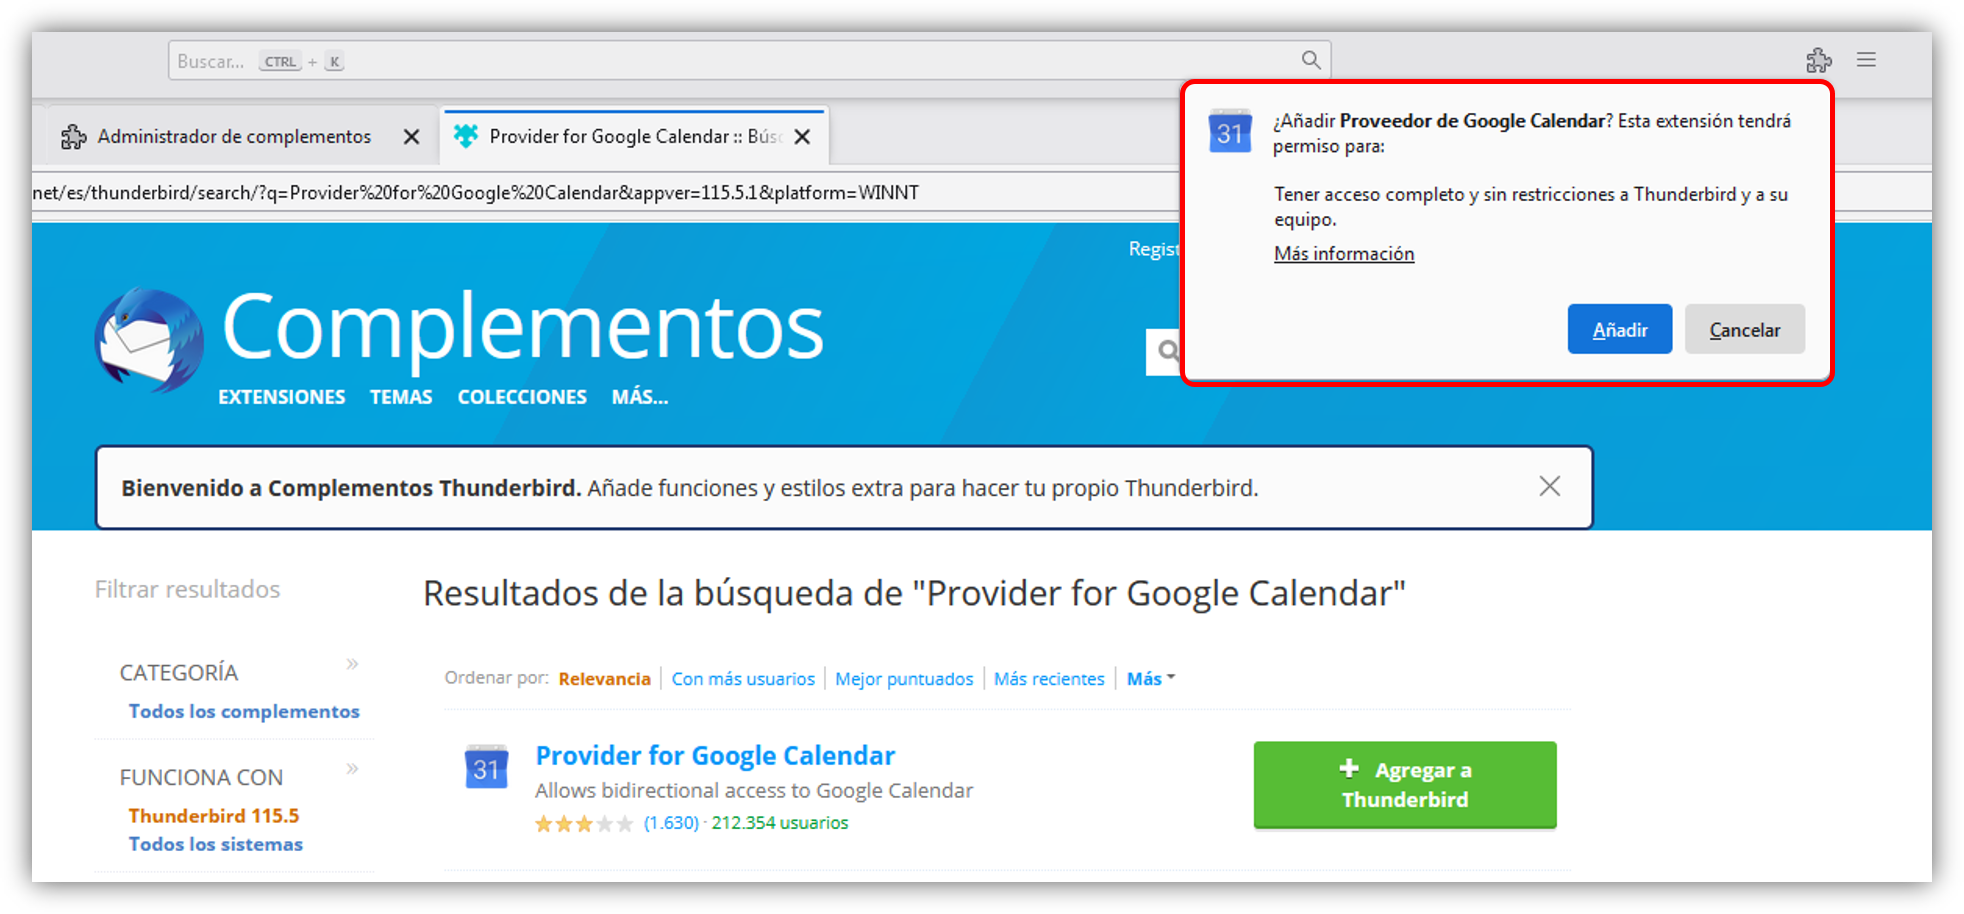 Buscar... CTRL + K
Administrador de complementos
Provider for Google Calendar :: Bús
net/es/thunderbird/search/?q=Provider%20for%20Google%20Calendar&appver=115.5.1&platform=WINNT
¿Añadir Proveedor de Google Calendar? Esta extensión tendrá
permiso para:
Tener acceso completo y sin restricciones a Thunderbird y a su
equipo.
Más información
Añadir
Cancelar
31
Regist
Complementos
EXTENSIONES TEMAS COLECCIONES MÁS...
Bienvenido a Complementos Thunderbird. Añade funciones y estilos extra para hacer tu propio Thunderbird.
Filtrar resultados
CATEGORÍA »
Todos los complementos
FUNCIONA CON »
Thunderbird 115.5
Todos los sistemas
Resultados de la búsqueda de "Provider for Google Calendar"
Ordenar por: Relevancia Con más usuarios Mejor puntuados Más recientes Más
31
Provider for Google Calendar
Allows bidirectional access to Google Calendar
(1.630) · 212.354 usuarios
Agregar a
Thunderbird